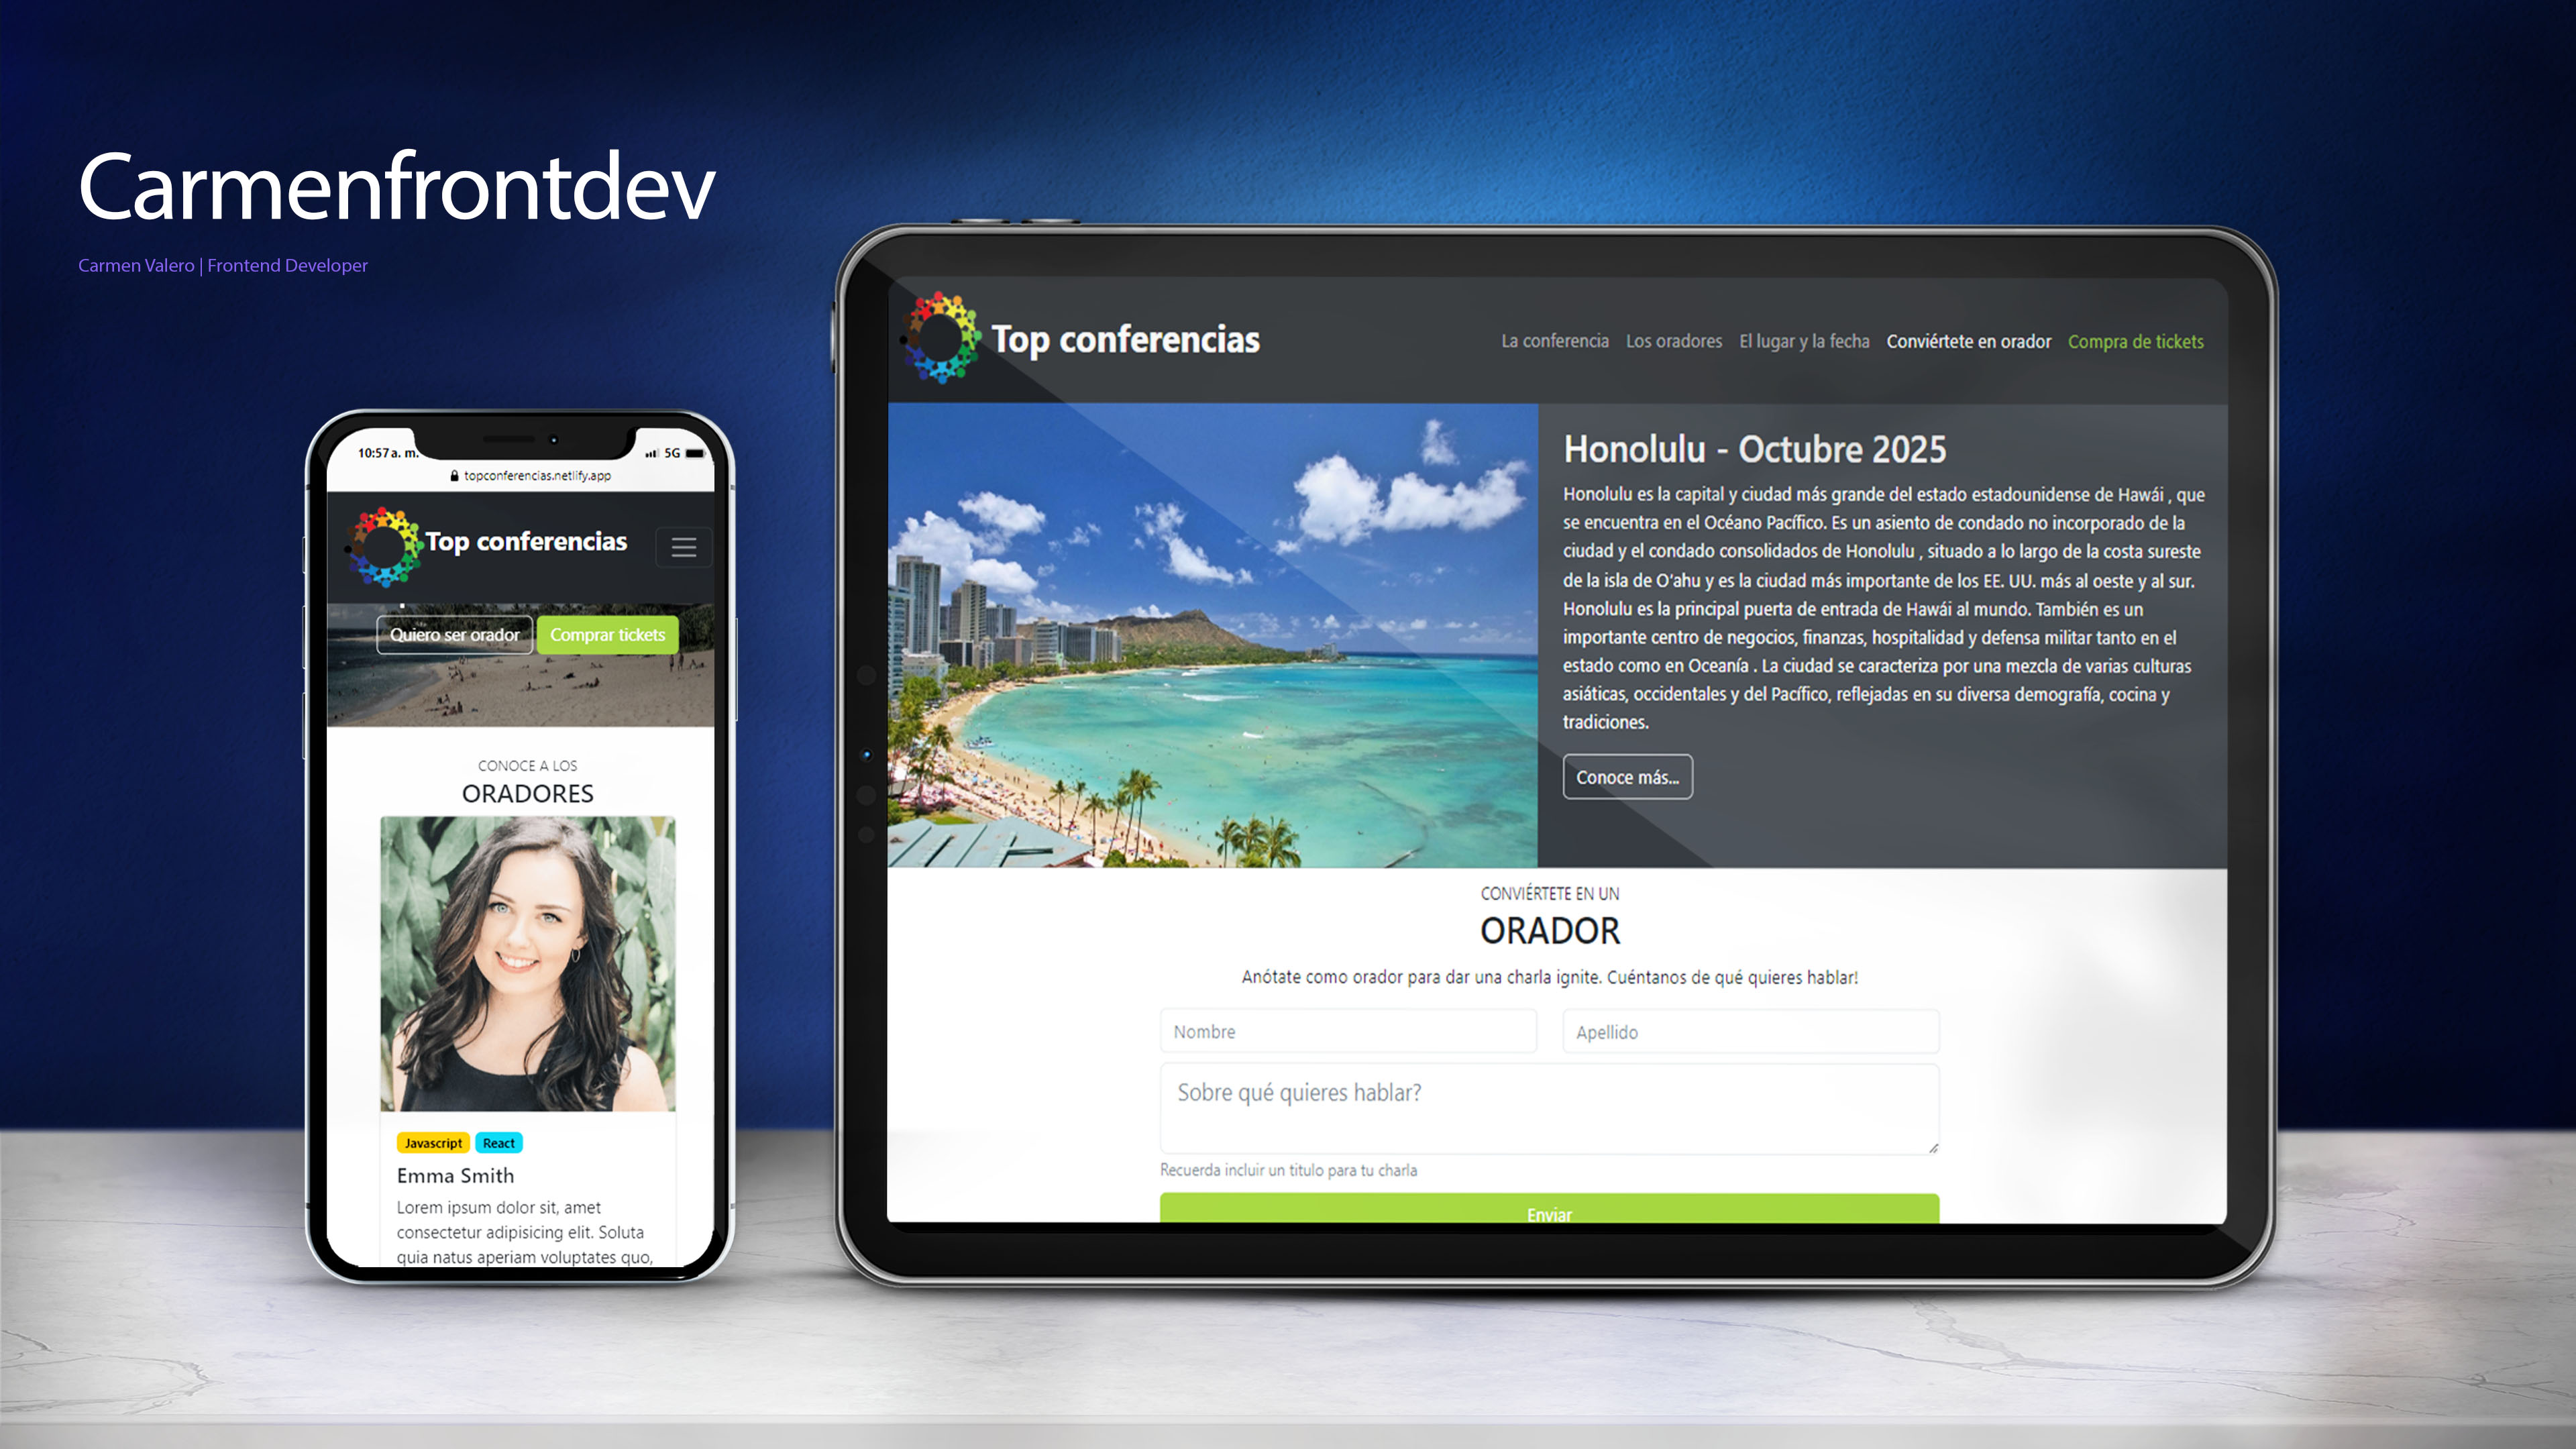 Carmenfrontdev
Carmen Valero | Frontend Developer
10:57 a. m.
5G
topconferencias.netlify.app
Top conferencias
Quiero ser orador
Comprar tickets
CONOCE A LOS
ORADORES
Javascript
React
Emma Smith
Lorem ipsum dolor sit, amet
consectetur adipisicing elit. Soluta
quia natus aperiam voluptates quo,
Top conferencias
La conferencia
Los oradores
El lugar y la fecha
Conviértete en orador
Compra de tickets
Honolulu - Octubre 2025
Honolulu es la capital y ciudad más grande del estado estadounidense de Hawái , que
se encuentra en el Océano Pacífico. Es un asiento de condado no incorporado de la
ciudad y el condado consolidados de Honolulu , situado a lo largo de la costa sureste
de la isla de O'ahu y es la ciudad más importante de los EE. UU. más al oeste y al sur.
Honolulu es la principal puerta de entrada de Hawái al mundo. También es un
importante centro de negocios, finanzas, hospitalidad y defensa militar tanto en el
estado como en Oceanía . La ciudad se caracteriza por una mezcla de varias culturas
asiáticas, occidentales y del Pacífico, reflejadas en su diversa demografía, cocina y
tradiciones.
Conoce más...
CONVIÉRTETE EN UN
ORADOR
Anótate como orador para dar una charla ignite. Cuéntanos de qué quieres hablar!
Nombre
Apellido
Sobre qué quieres hablar?
Recuerda incluir un titulo para tu charla
Enviar